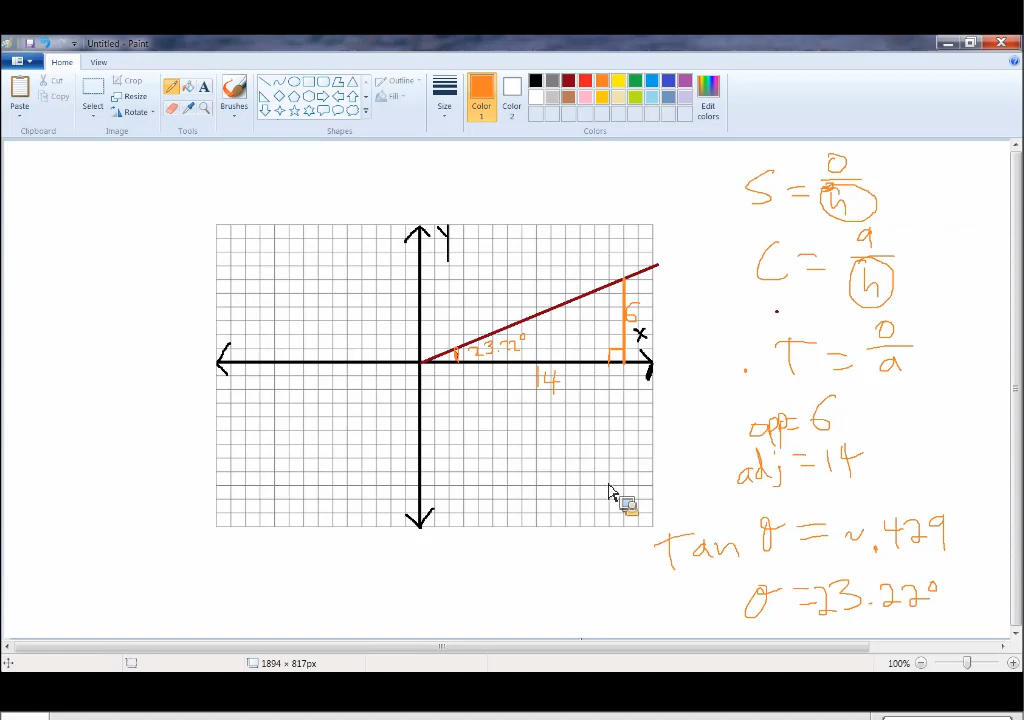 Untitled - Paint
Home View
Paste
Cut
Copy
Clipboard
Select
Crop
Resize
Rotate
Image
Tools
Brushes
Shapes
Outline
Fill
Size
Color 1
Color 2
Edit colors
Colors
Y
6
x
23.22°
14
S = o/h
C = a/h
T = o/a
opp= 6
adj = 14
Tan θ = ~.429
θ = 23.22°
1894 × 817px
100%